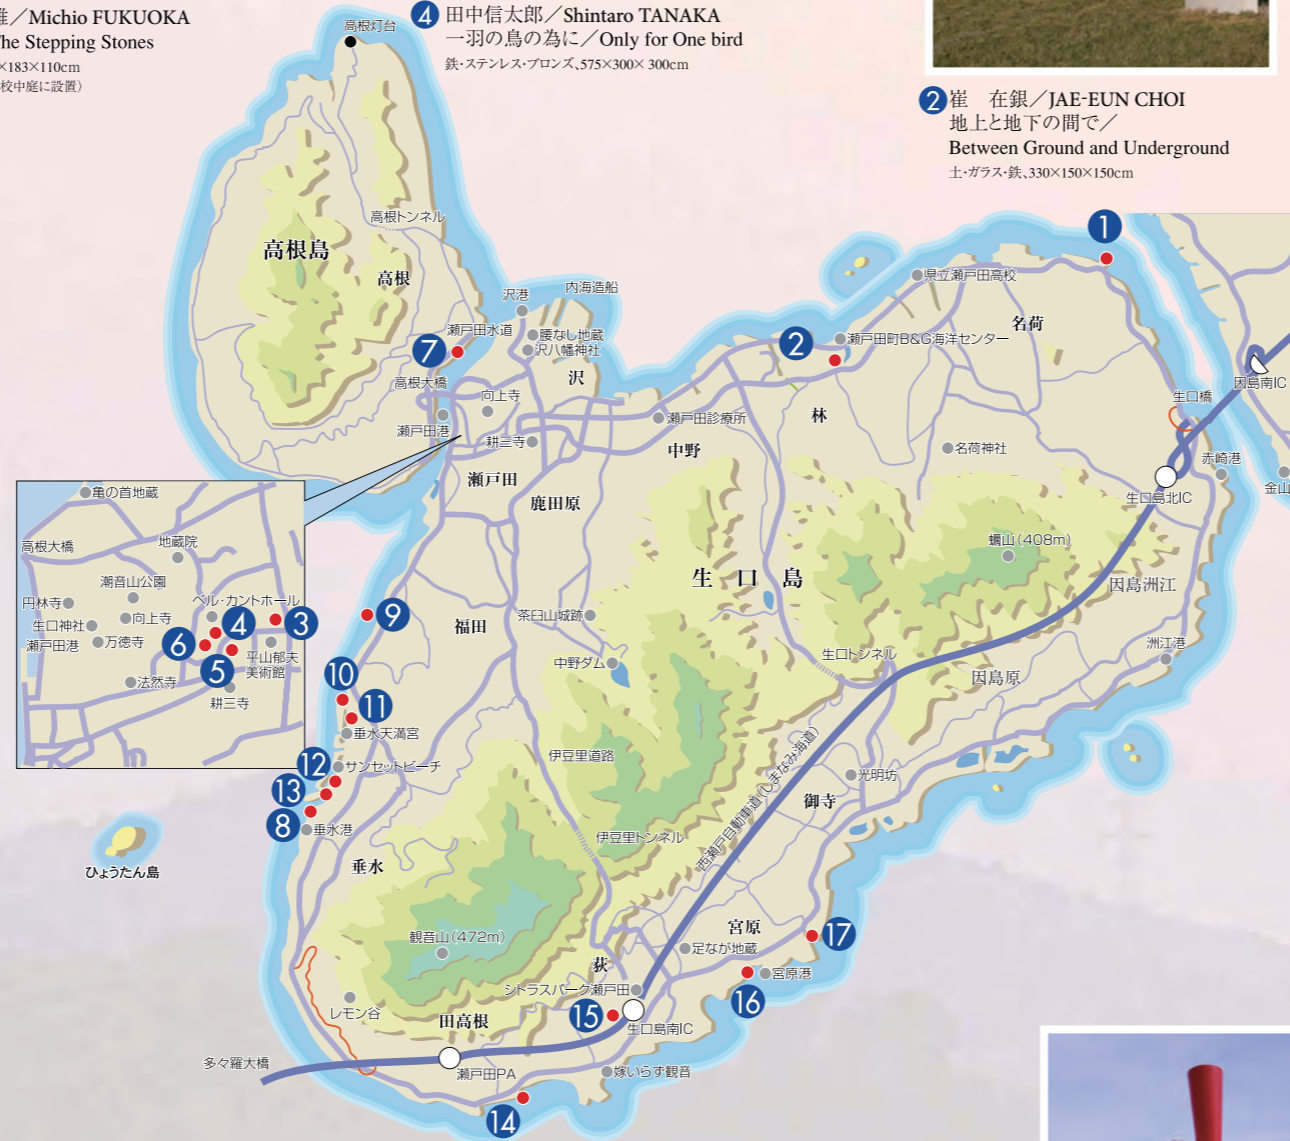 雄／Michio FUKUOKA
The Stepping Stones
×183×110cm
校中庭に設置）
4 田中信太郎／Shintaro TANAKA
一羽の鳥の為に／Only for One bird
鉄・ステンレス・ブロンズ、575×300× 300cm
2 崔　在銀／JAE-EUN CHOI
地上と地下の間で／
Between Ground and Underground
土・ガラス・鉄、330×150×150cm
高根灯台
高根トンネル
高根島
高根
沢港
内海造船
瀬戸田水道
腰なし地蔵
沢八幡神社
7
沢
高根大橋
向上寺
瀬戸田港
耕三寺
瀬戸田
鹿田原
1
県立瀬戸田高校
名荷
2
瀬戸田町B&G海洋センター
因島南IC
生口橋
瀬戸田診療所
林
中野
名荷神社
赤崎港
金山
生口島北IC
蠣山(408m)
生口島
因島洲江
亀の首地蔵
高根大橋
地蔵院
潮音山公園
円林寺
ベル・カントホール
向上寺
生口神社
4
3
瀬戸田港
万徳寺
6
平山郁夫
美術館
5
法然寺
耕三寺
9
福田
茶臼山城跡
中野ダム
生口トンネル
洲江港
因島原
10
11
垂水天満宮
12
サンセットビーチ
13
8
垂水港
伊豆里道路
西瀬戸自動車道(しまなみ海道)
光明坊
御寺
伊豆里トンネル
ひょうたん島
垂水
観音山(472m)
宮原
17
足なが地蔵
荻
宮原港
16
シトラスパーク瀬戸田
レモン谷
15
生口島南IC
田高根
多々羅大橋
瀬戸田PA
嫁いらず観音
14